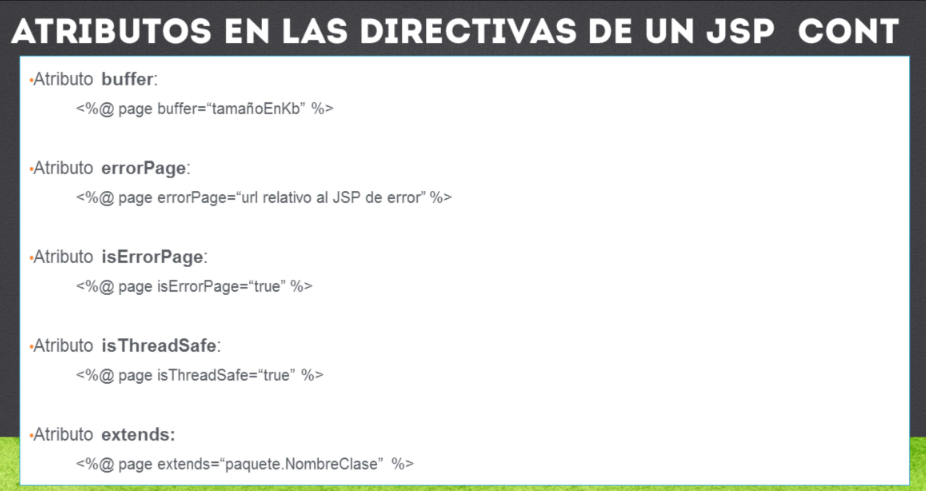 ATRIBUTOS EN LAS DIRECTIVAS DE UN JSP CONT
•Atributo buffer:
<%@ page buffer=“tamañoEnKb” %>
•Atributo errorPage:
<%@ page errorPage=“url relativo al JSP de error” %>
•Atributo isErrorPage:
<%@ page isErrorPage=“true” %>
•Atributo isThreadSafe:
<%@ page isThreadSafe=“true” %>
•Atributo extends:
<%@ page extends=“paquete.NombreClase” %>